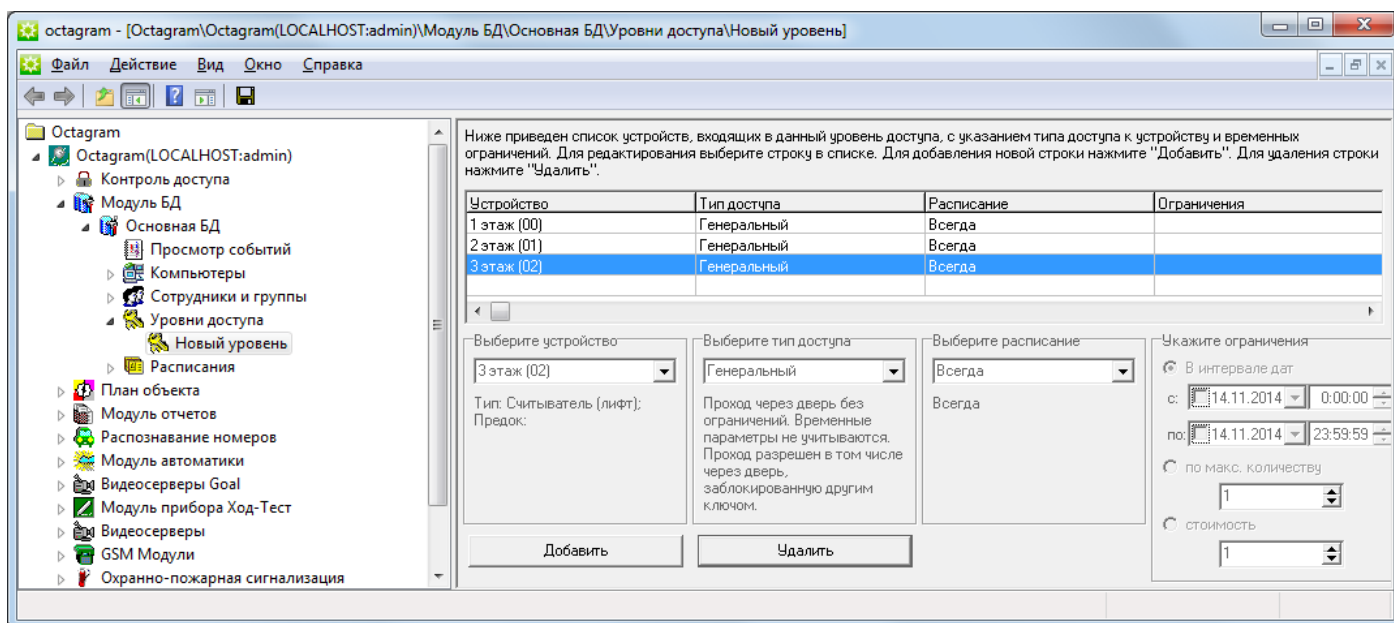 octagram - [Octagram\Octagram(LOCALHOST:admin)\Модуль БД\Основная БД\Уровни доступа\Новый уровень]
Файл Действие Вид Окно Справка
Octagram
Octagram(LOCALHOST:admin)
Контроль доступа
Модуль БД
Основная БД
Просмотр событий
Компьютеры
Сотрудники и группы
Уровни доступа
Новый уровень
Расписания
План объекта
Модуль отчетов
Распознавание номеров
Модуль автоматики
Видеосерверы Goal
Модуль прибора Ход-Тест
Видеосерверы
GSM Модули
Охранно-пожарная сигнализация
Ниже приведен список устройств, входящих в данный уровень доступа, с указанием типа доступа к устройству и временных
ограничений. Для редактирования выберите строку в списке. Для добавления новой строки нажмите "Добавить". Для удаления строки
нажмите "Удалить".
Устройство Тип доступа Расписание Ограничения
1 этаж (00) Генеральный Всегда
2 этаж (01) Генеральный Всегда
3 этаж (02) Генеральный Всегда
Выберите устройство
3 этаж (02)
Тип: Считыватель (лифт);
Предок:
Выберите тип доступа
Генеральный
Проход через дверь без
ограничений. Временные
параметры не учитываются.
Проход разрешен в том числе
через дверь,
заблокированную другим
ключом.
Выберите расписание
Всегда
Всегда
Укажите ограничения
В интервале дат
с: 14.11.2014 0:00:00
по: 14.11.2014 23:59:59
по макс. количеству
1
стоимость
1
Добавить Удалить